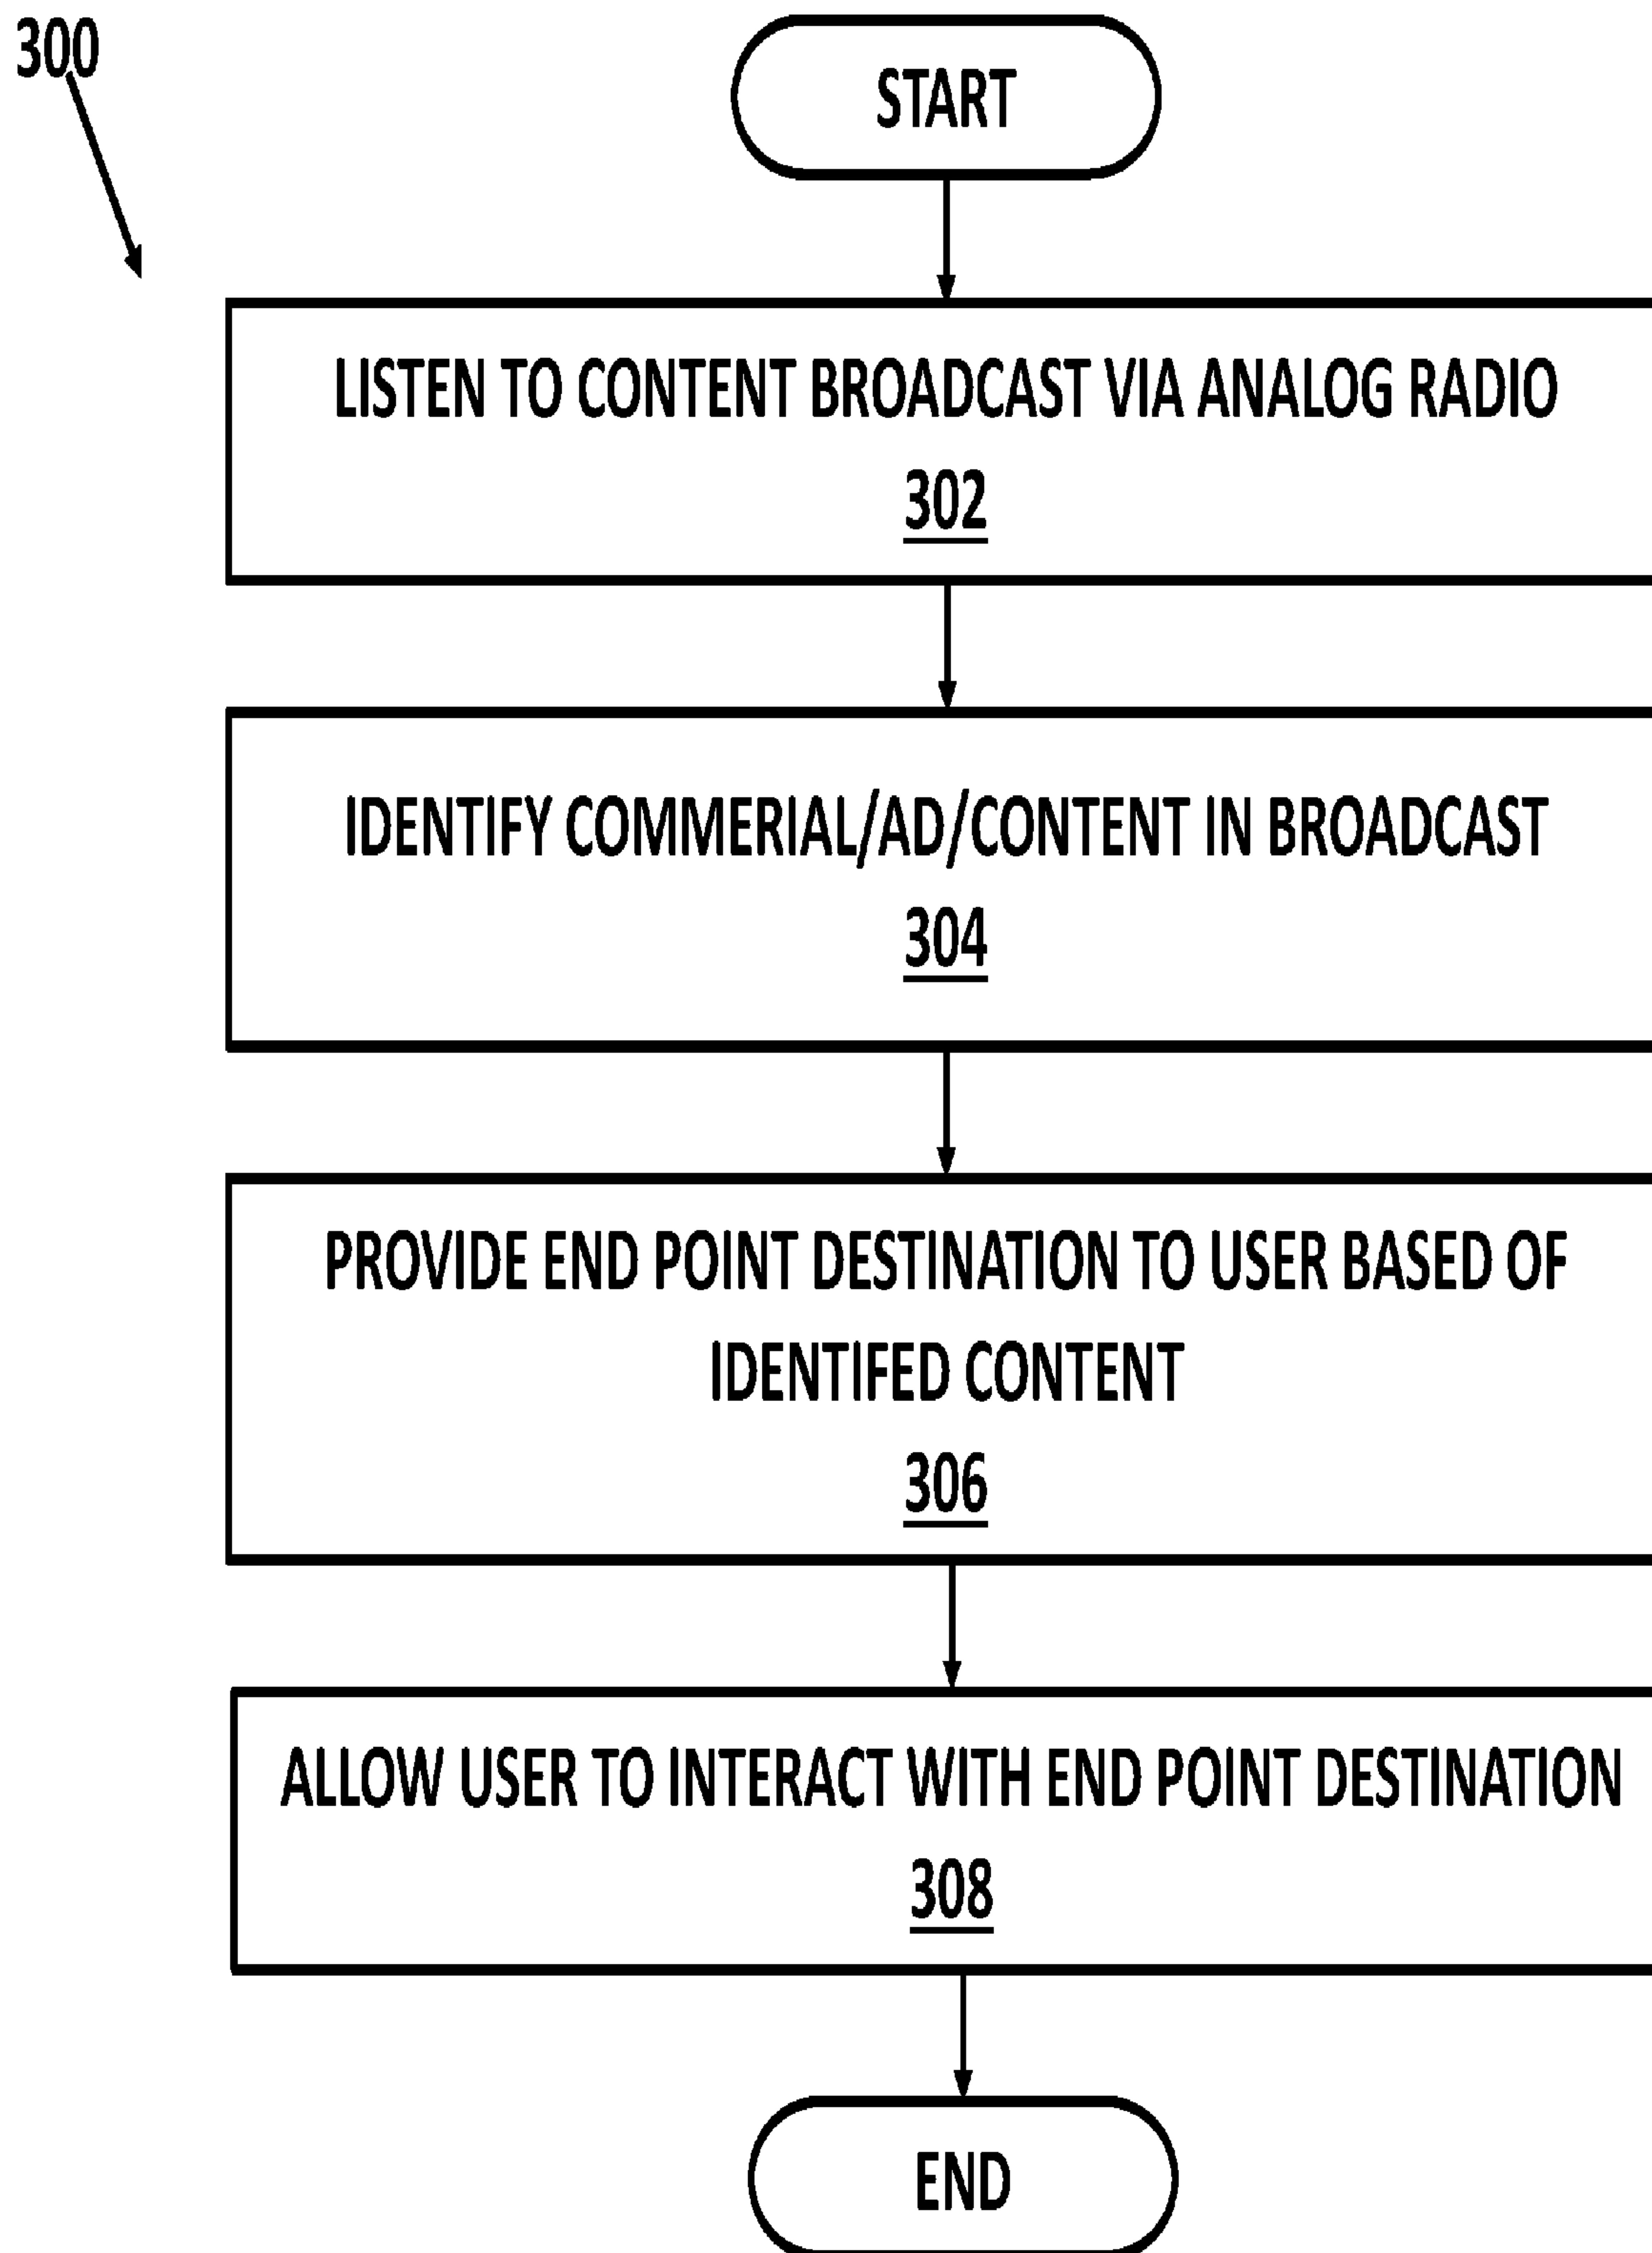 300
START
LISTEN TO CONTENT BROADCAST VIA ANALOG RADIO
302
IDENTIFY COMMERIAL/AD/CONTENT IN BROADCAST
304
PROVIDE END POINT DESTINATION TO USER BASED OF
IDENTIFED CONTENT
306
ALLOW USER TO INTERACT WITH END POINT DESTINATION
308
END